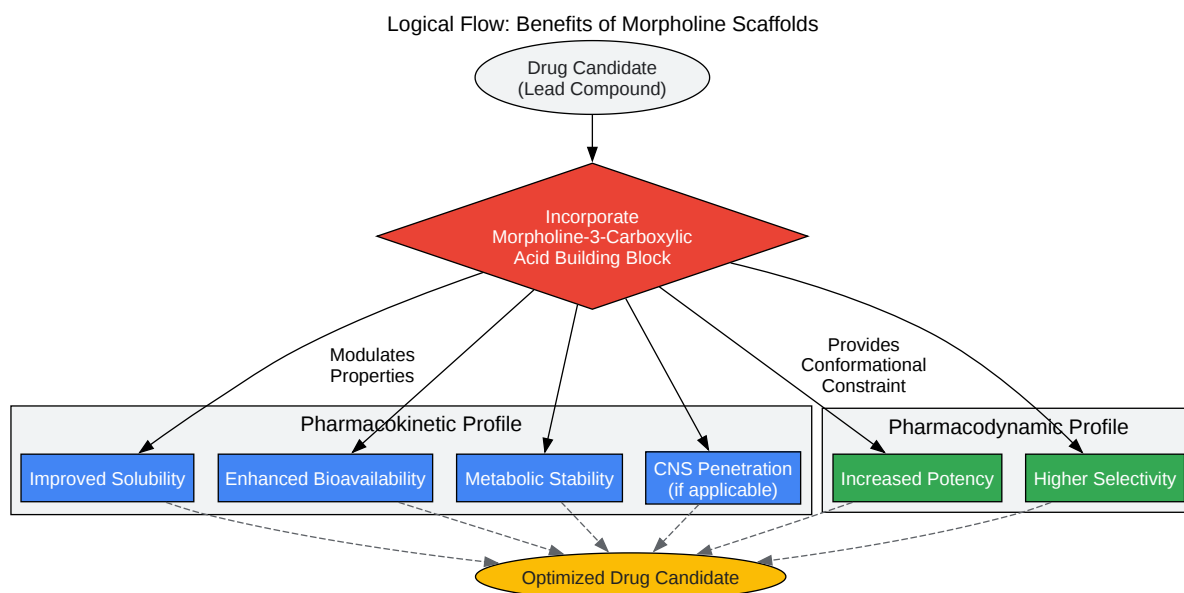 Logical Flow: Benefits of Morpholine Scaffolds
Drug Candidate
(Lead Compound)
Incorporate
Morpholine-3-Carboxylic
Acid Building Block
Modulates
Properties
Provides
Conformational
Constraint
Pharmacokinetic Profile
Pharmacodynamic Profile
Improved Solubility
Enhanced Bioavailability
Metabolic Stability
CNS Penetration
(if applicable)
Increased Potency
Higher Selectivity
Optimized Drug Candidate